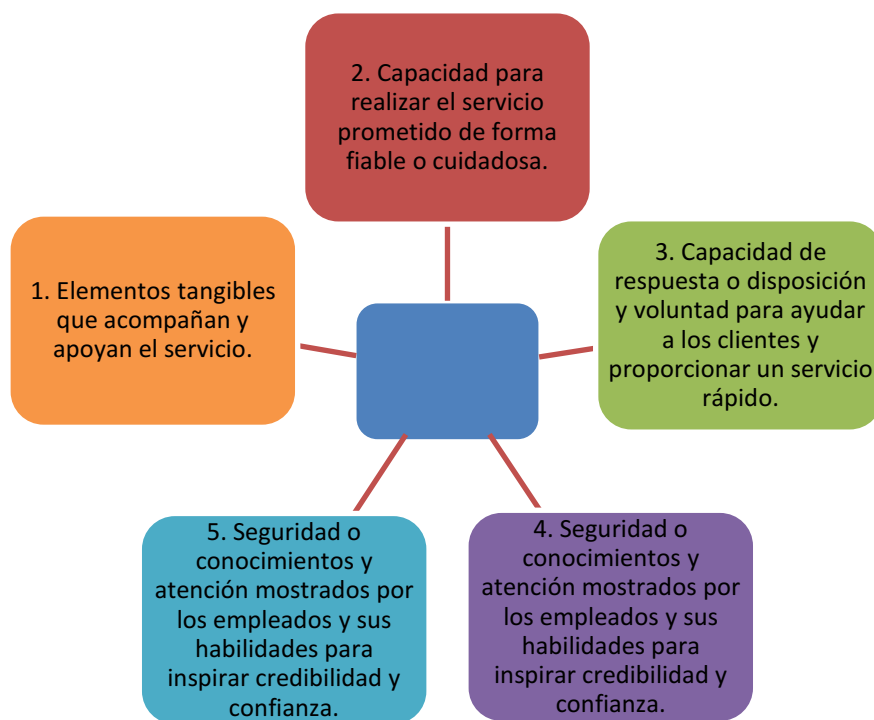 1. Elementos tangibles
que acompañan y
apoyan el servicio.
2. Capacidad para
realizar el servicio
prometido de forma
fiable o cuidadosa.
3. Capacidad de
respuesta o disposición
y voluntad para ayudar
a los clientes y
proporcionar un servicio
rápido.
4. Seguridad o
conocimientos y
atención mostrados por
los empleados y sus
habilidades para
inspirar credibilidad y
confianza.
5. Seguridad o
conocimientos y
atención mostrados por
los empleados y sus
habilidades para
inspirar credibilidad y
confianza.